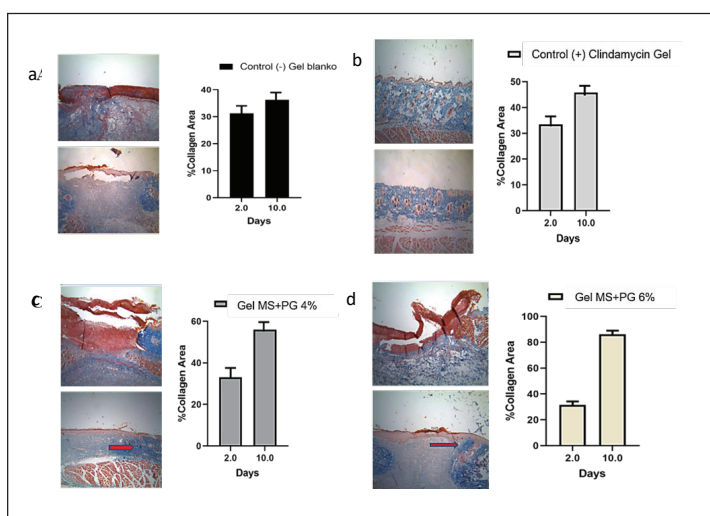 aA
Control (-) Gel blanko
%Collagen Area
40
30
20
10
0
2.0 10.0
Days
b
Control (+) Clindamycin Gel
%Collagen Area
50
40
30
20
10
0
2.0 10.0
Days
c
Gel MS+PG 4%
%Collagen Area
60
40
20
0
2.0 10.0
Days
d
Gel MS+PG 6%
%Collagen Area
100
80
60
40
20
0
2.0 10.0
Days